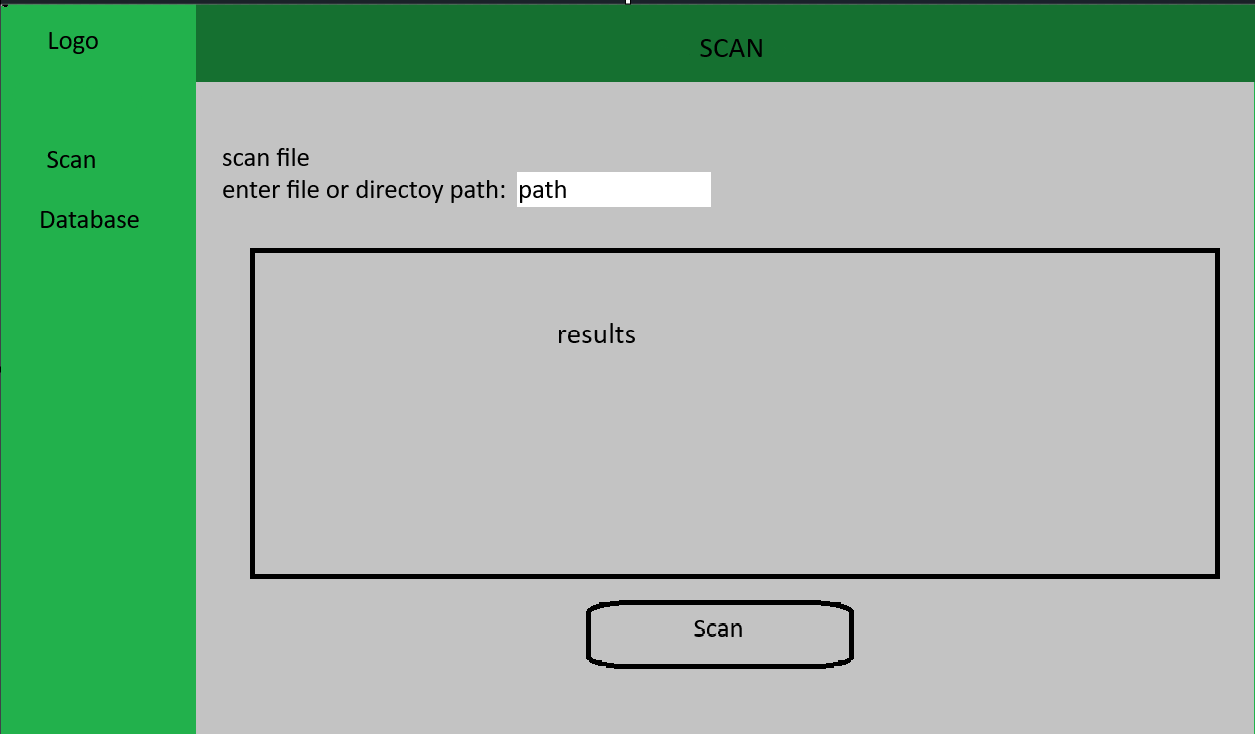 Logo
SCAN
Scan
Database
scan file
enter file or directoy path: path
results
Scan